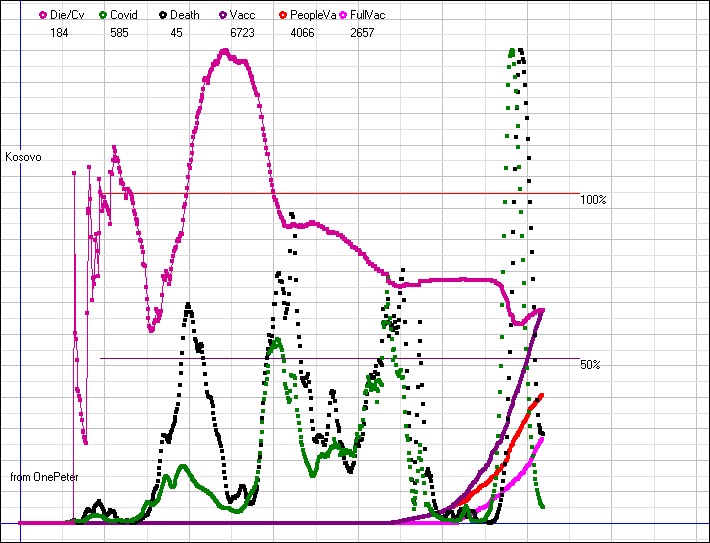 Die/Cv Covid Death Vacc PeopleVa FullVac
184 585 45 6723 4066 2657
Kosovo
100%
50%
from OnePeter